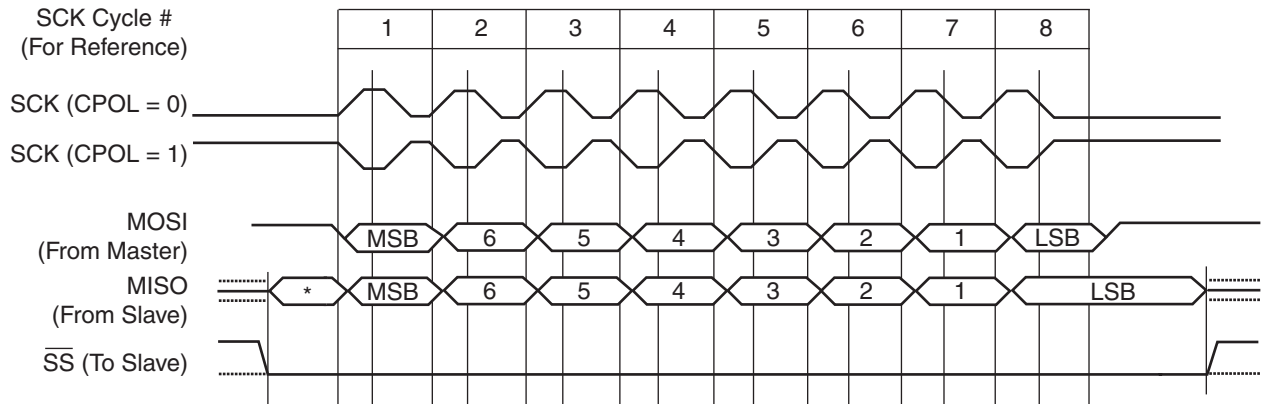 SCK Cycle #
(For Reference)
1 2 3 4 5 6 7 8
SCK (CPOL = 0)
SCK (CPOL = 1)
MOSI
(From Master)
MSB 6 5 4 3 2 1 LSB
MISO
(From Slave)
* MSB 6 5 4 3 2 1 LSB
SS (To Slave)